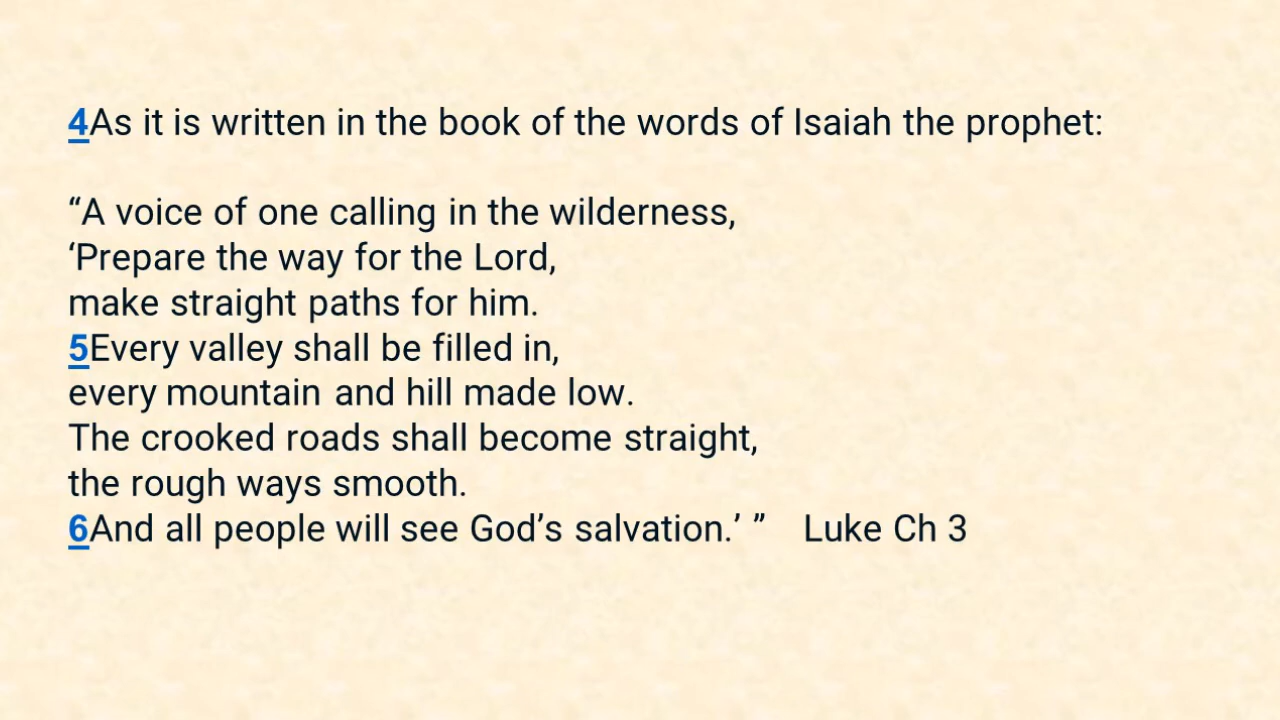 4As it is written in the book of the words of Isaiah the prophet:
“A voice of one calling in the wilderness,
‘Prepare the way for the Lord,
make straight paths for him.
5Every valley shall be filled in,
every mountain and hill made low.
The crooked roads shall become straight,
the rough ways smooth.
6And all people will see God’s salvation.’ ” Luke Ch 3